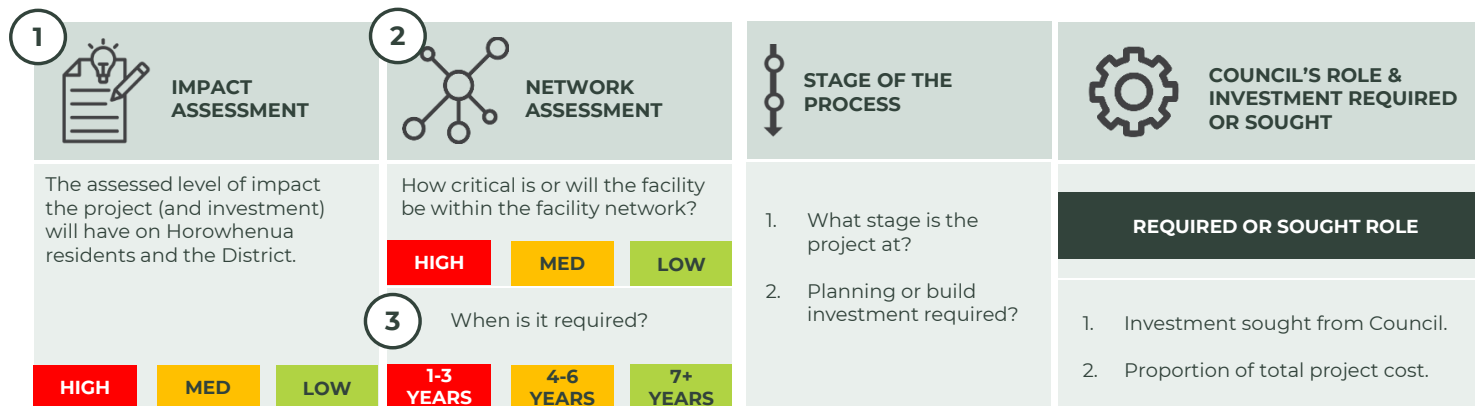 1
IMPACT
ASSESSMENT
The assessed level of impact
the project (and investment)
will have on Horowhenua
residents and the District.
HIGH
MED
LOW
2
NETWORK
ASSESSMENT
How critical is or will the facility
be within the facility network?
HIGH
MED
LOW
3
When is it required?
1-3
YEARS
4-6
YEARS
7+
YEARS
STAGE OF THE
PROCESS
1. What stage is the
project at?
2. Planning or build
investment required?
COUNCIL'S ROLE &
INVESTMENT REQUIRED
OR SOUGHT
REQUIRED OR SOUGHT ROLE
1. Investment sought from Council.
2. Proportion of total project cost.